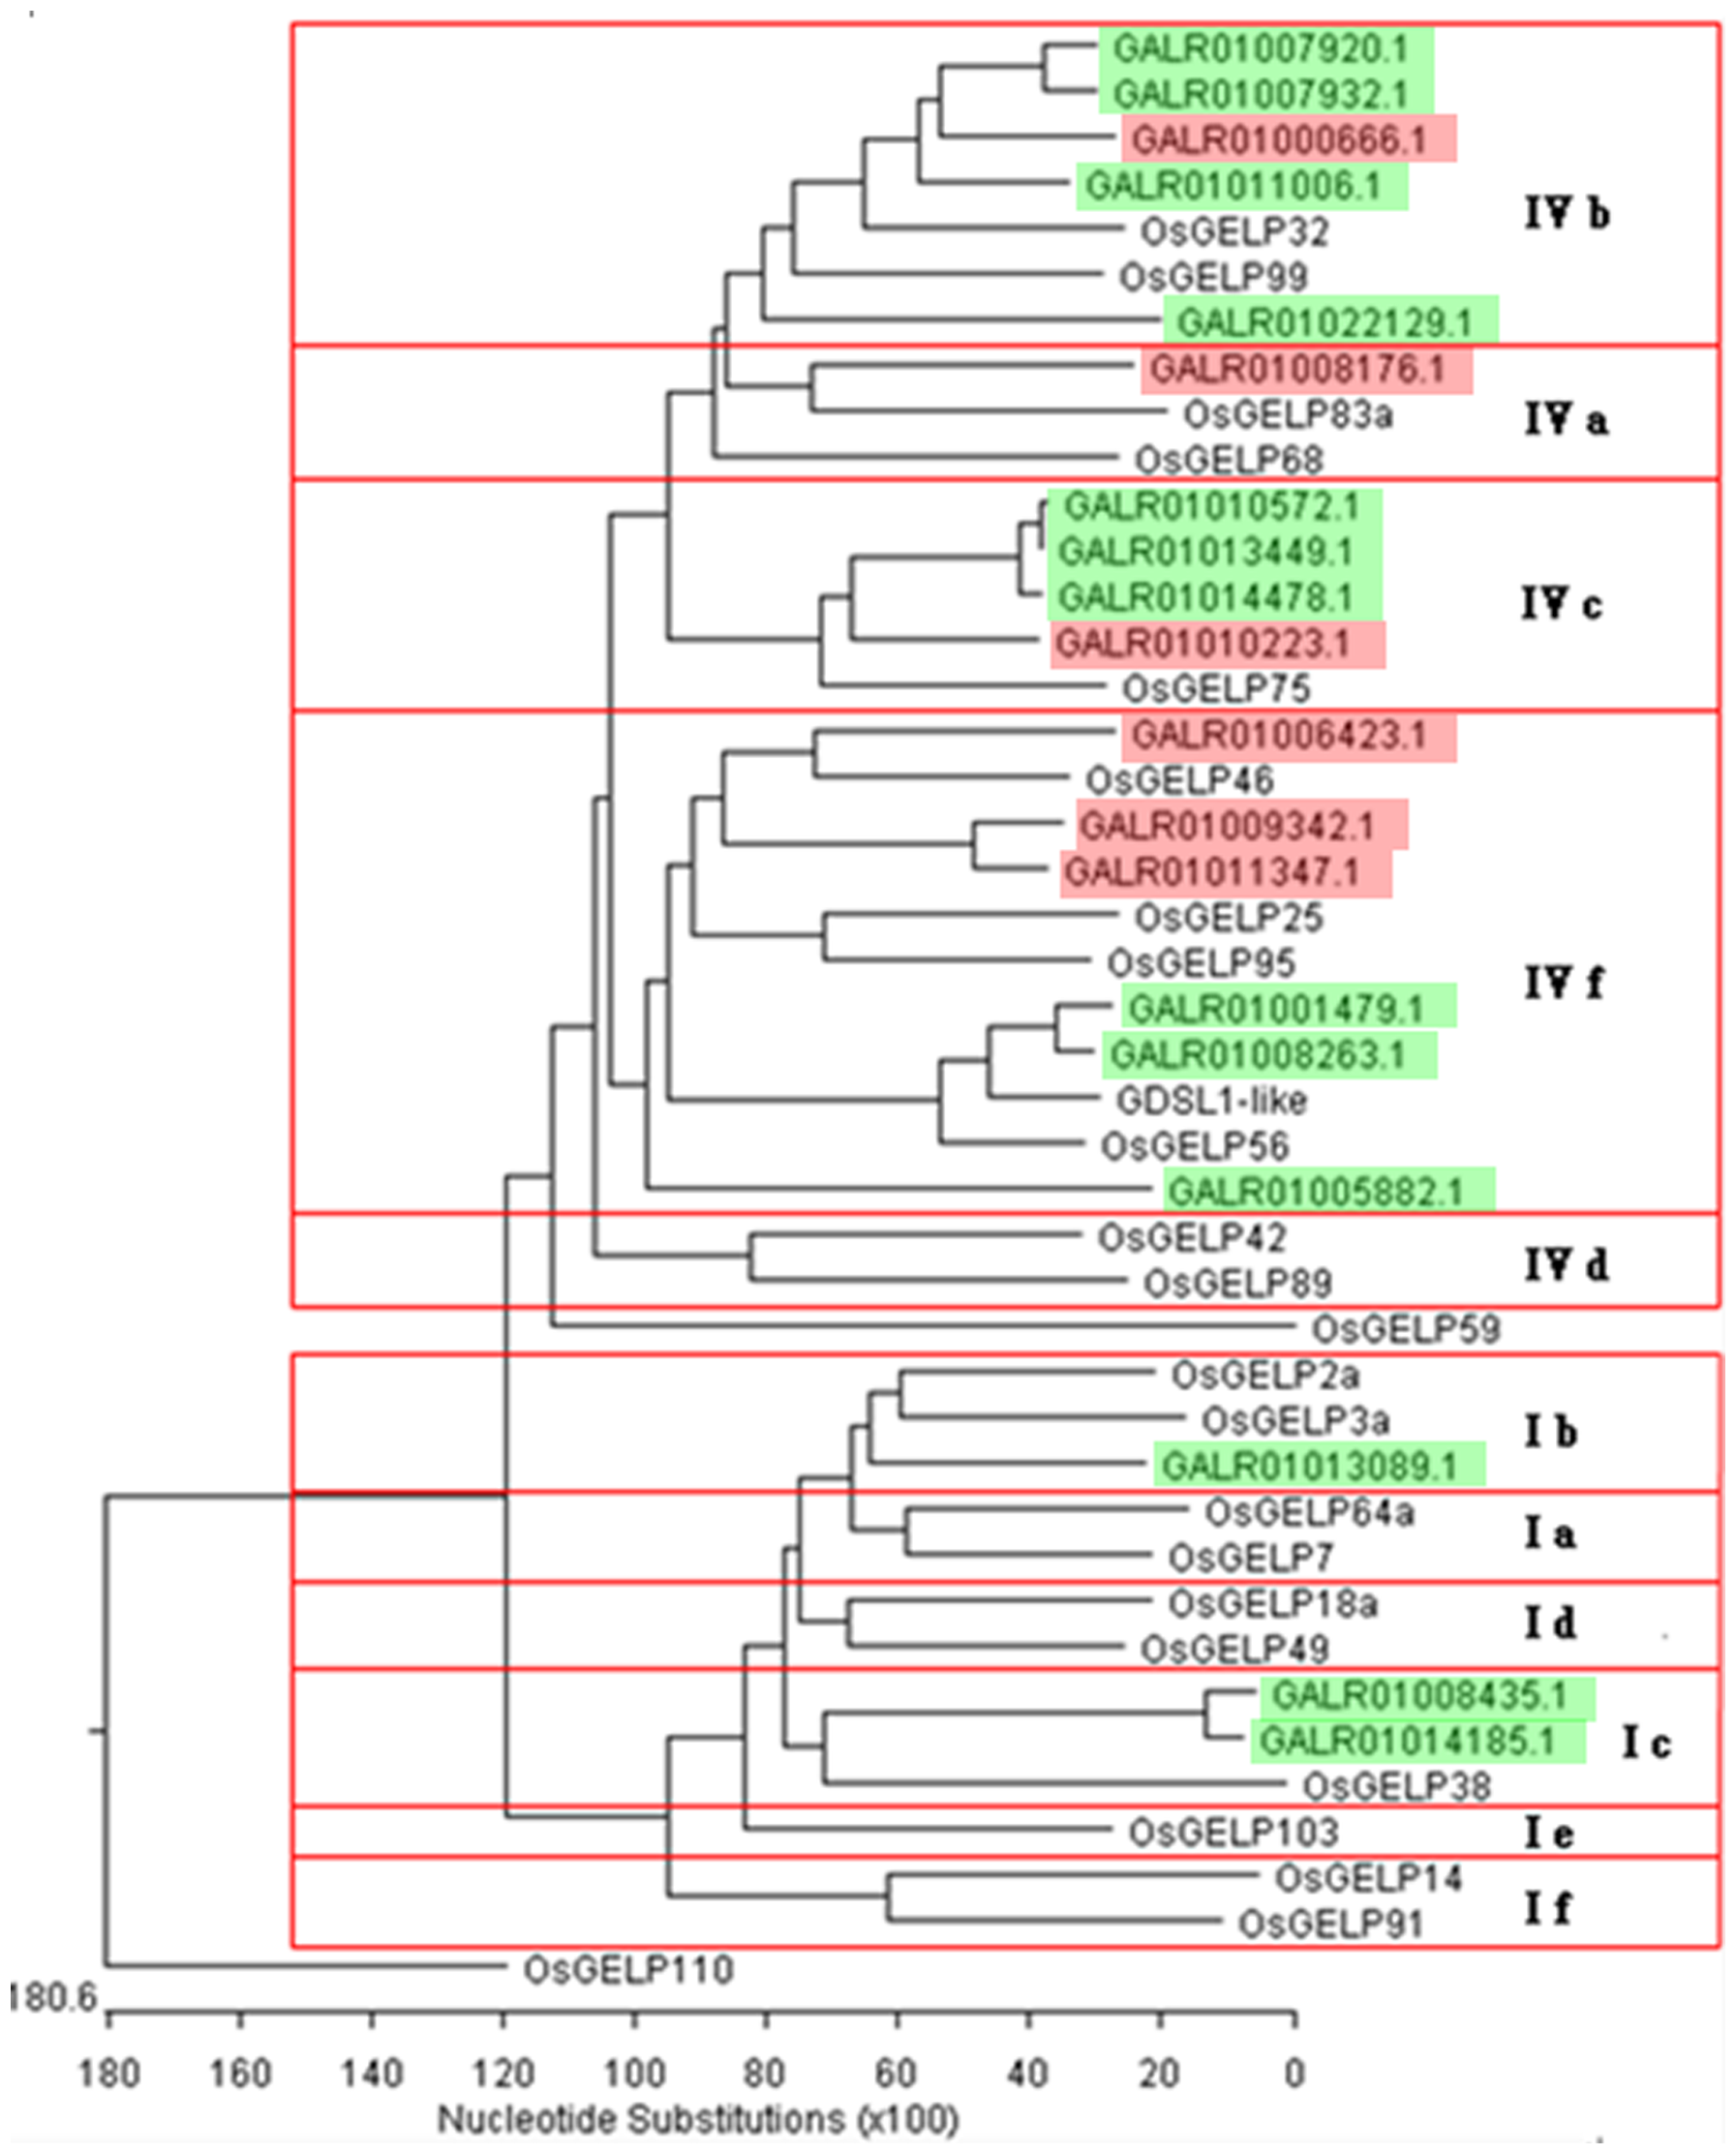 GALR01007920.1
GALR01007932.1
GALR01000666.1
GALR01011006.1
IV b
OsGELP32
OsGELP99
GALR01022129.1
GALR01008176.1
OsGELP83a
IV a
OsGELP68
GALR01010572.1
GALR01013449.1
GALR01014478.1
IV c
GALR01010223.1
OsGELP75
GALR01006423.1
OsGELP46
GALR01009342.1
GALR01011347.1
OsGELP25
OsGELP95
IV f
GALR01001479.1
GALR01008263.1
GDSL1-like
OsGELP56
GALR01005882.1
OsGELP42
IV d
OsGELP89
OsGELP59
OsGELP2a
OsGELP3a
I b
GALR01013089.1
OsGELP64a
I a
OsGELP7
OsGELP18a
I d
OsGELP49
GALR01008435.1
GALR01014185.1
I c
OsGELP38
OsGELP103
I e
OsGELP14
I f
OsGELP91
OsGELP110
180.6
180 160 140 120 100 80 60 40 20 0
Nucleotide Substitutions (x100)